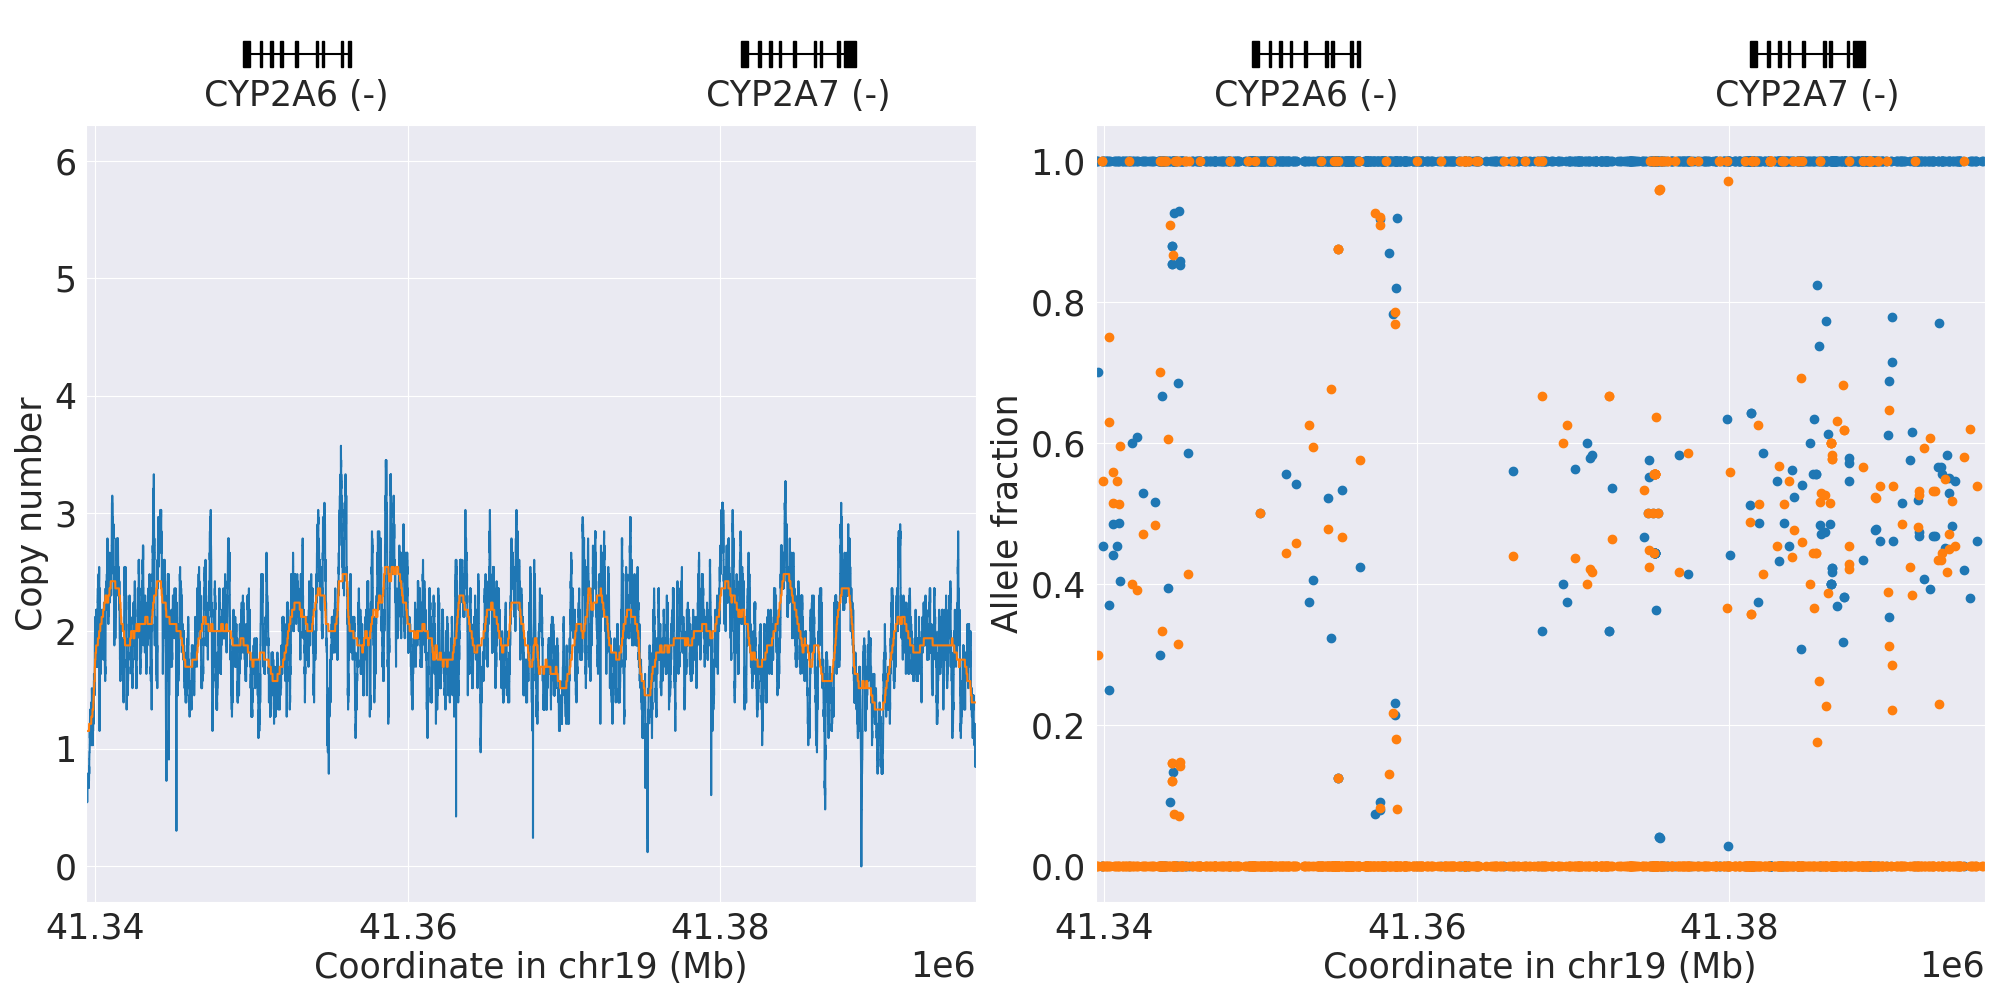 CYP2A6 (-)
CYP2A7 (-)
6
5
4
3
2
1
0
Copy number
41.34
41.36
41.38
Coordinate in chr19 (Mb)
1e6
CYP2A6 (-)
CYP2A7 (-)
1.0
0.8
0.6
0.4
0.2
0.0
Allele fraction
41.34
41.36
41.38
Coordinate in chr19 (Mb)
1e6